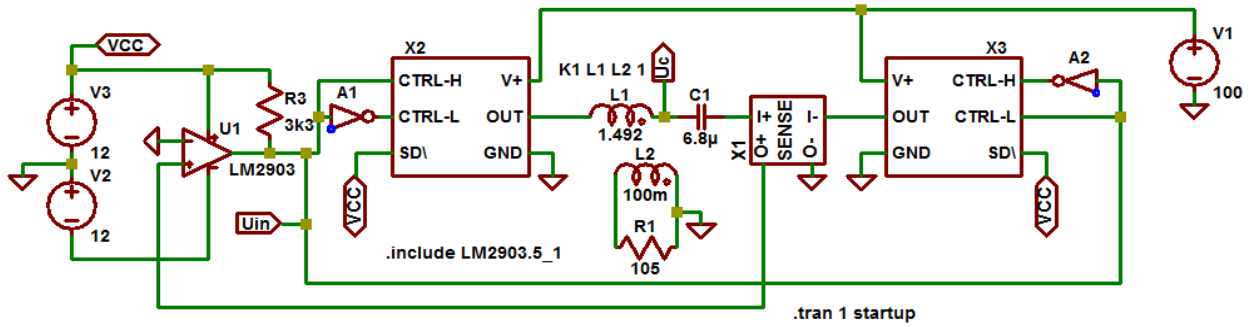 VCC
V3
12
V2
12
R3
3k3
U1
LM2903
A1
Uin
X2
CTRL-H
CTRL-L
SD\
V+
OUT
GND
VCC
K1 L1 L2 1
Uc
L1
1.492
C1
6.8µ
L2
100m
R1
105
X1
I+
O+
SENSE
I-
O-
X3
V+
OUT
GND
CTRL-H
CTRL-L
SD\
A2
VCC
V1
100
.include LM2903.5_1
.tran 1 startup